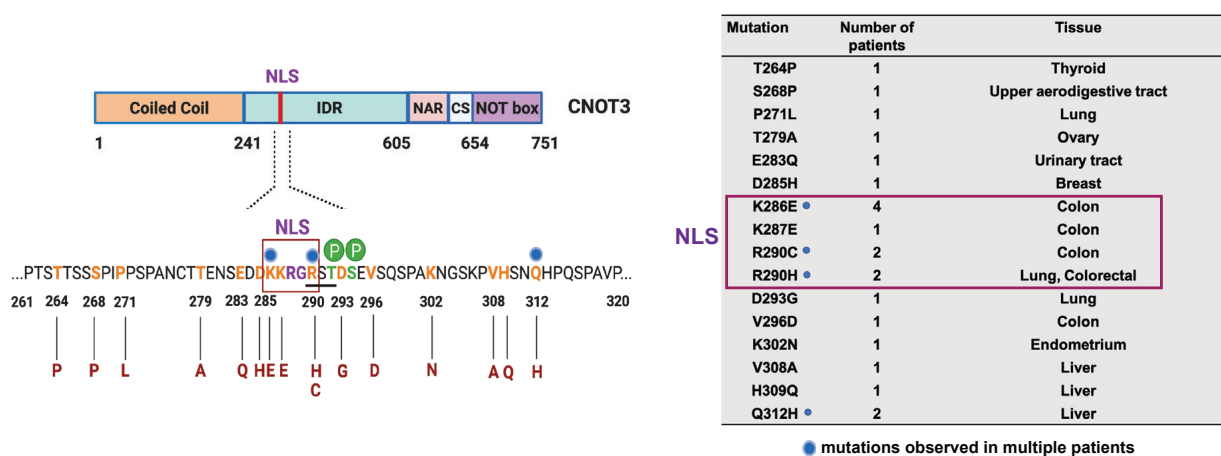 NLS
Coiled Coil IDR NAR CS NOT box CNOT3
1 241 605 654 751
NLS
P P
...PTSTTSSSPIPPSPANCTTENSEDDKKRGRSTDSEVSQSPAKNGSKPVHSNQHPQSPAVP...
261 264 268 271 279 283 285 290 293 296 302 308 312 320
P P L A Q H E E H G D N A Q H
C
Mutation Number of patients Tissue
T264P 1 Thyroid
S268P 1 Upper aerodigestive tract
P271L 1 Lung
T279A 1 Ovary
E283Q 1 Urinary tract
D285H 1 Breast
NLS
K286E 4 Colon
K287E 1 Colon
R290C 2 Colon
R290H 2 Lung, Colorectal
D293G 1 Lung
V296D 1 Colon
K302N 1 Endometrium
V308A 1 Liver
H309Q 1 Liver
Q312H 2 Liver
mutations observed in multiple patients